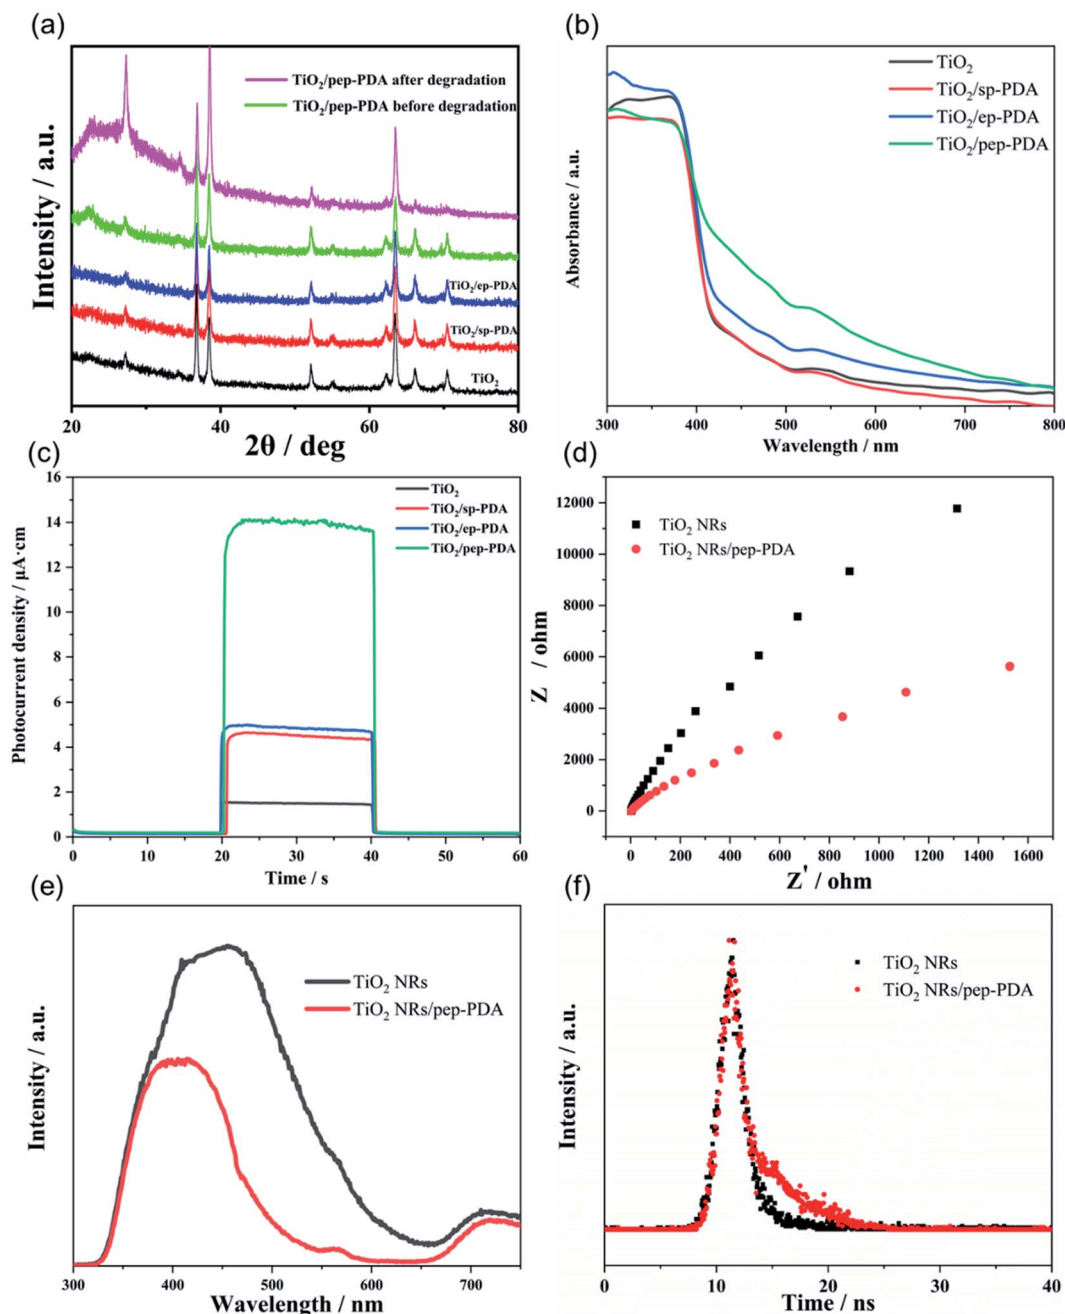 (a)
TiO2/pep-PDA after degradation
TiO2/pep-PDA before degradation
TiO2/ep-PDA
TiO2/sp-PDA
TiO2
Intensity / a.u.
20 40 60 80
2θ / deg
(b)
TiO2
TiO2/sp-PDA
TiO2/ep-PDA
TiO2/pep-PDA
Absorbance / a.u.
300 400 500 600 700 800
Wavelength / nm
(c)
TiO2
TiO2/sp-PDA
TiO2/ep-PDA
TiO2/pep-PDA
Photocurrent density / μA·cm
16
14
12
10
8
6
4
2
0
0 10 20 30 40 50 60
Time / s
(d)
TiO2 NRs
TiO2 NRs/pep-PDA
Z / ohm
12000
10000
8000
6000
4000
2000
0
0 200 400 600 800 1000 1200 1400 1600
Z' / ohm
(e)
TiO2 NRs
TiO2 NRs/pep-PDA
Intensity / a.u.
300 400 500 600 700
Wavelength / nm
(f)
TiO2 NRs
TiO2 NRs/pep-PDA
Intensity / a.u.
0 10 20 30 40
Time / ns